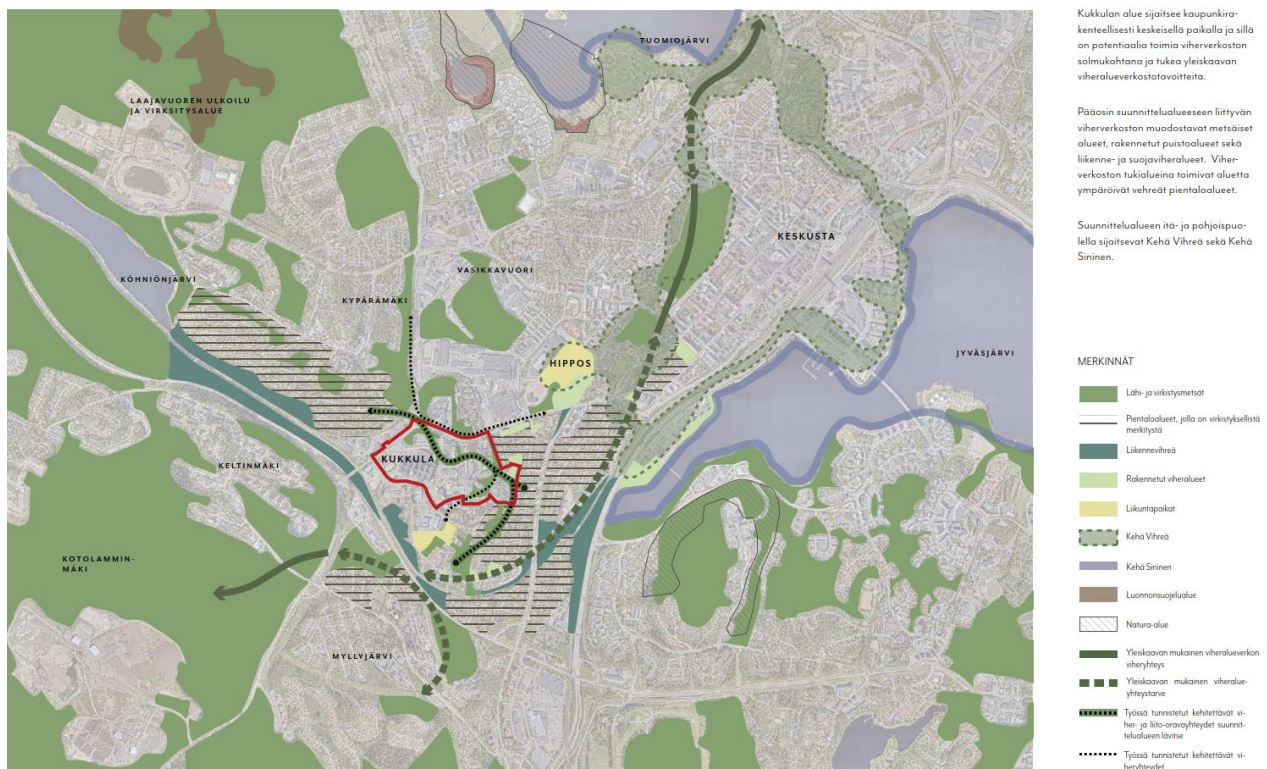 TUOMIOJÄRVI
LAAJAVUOREN ULKOILU
JA VIRKSITYSALUE
KESKUSTA
VASIKKAVUORI
KÖHNIÖNJÄRVI
KYPÄRÄMÄKI
JYVÄSJÄRVI
HIPPOS
KUKKULA
KELTINMÄKI
KOTOLAMMIN-
MÄKI
MYLLYJÄRVI
Kukkulan alue sijaitsee kaupunkira-
kenteellisesti keskeisellä paikalla ja sillä
on potentiaalia toimia viherverkoston
solmukohtana ja tukea yleiskaavan
viheralueverkostotavoitteita.
Pääosin suunnittelualueeseen liittyvän
viherverkoston muodostavat metsäiset
alueet, rakennetut puistoalueet sekä
liikenne- ja suojaviheralueet. Viher-
verkoston tukialueina toimivat aluetta
ympäröivät vehreät pientaloalueet.
Suunnittelualueen itä- ja pohjoispuo-
lella sijaitsevat Kehä Vihreä sekä Kehä
Sininen.
MERKINNÄT
Lähi- ja virkistysmetsät
Pientaloalueet, jolla on virkistyksellistä
merkitystä
Liikennevihreä
Rakennetut viheralueet
Liikuntapaikat
Kehä Vihreä
Kehä Sininen
Luonnonsuojelualue
Natura-alue
Yleiskaavan mukainen viheralueverkon
viheryhteys
Yleiskaavan mukainen viheralue-
yhteystarve
Työssä tunnistetut kehitettävät vi-
her- ja liito-oravayhteydet suunnit-
telualueen lävitse
Työssä tunnistetut kehitettävät vi-
heryhteydet